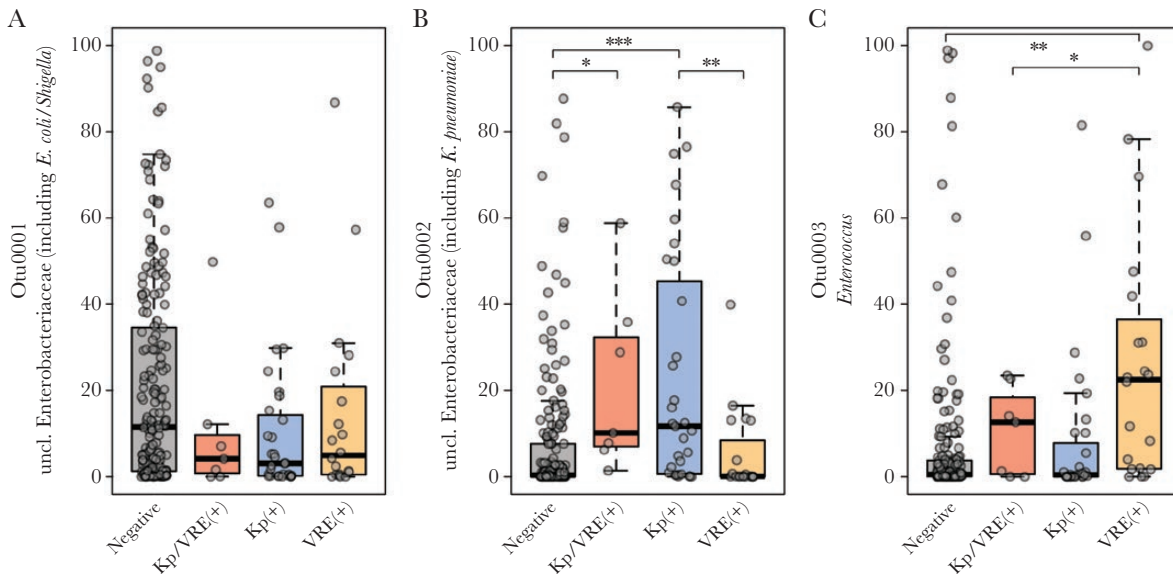 A
Otu0001
uncl. Enterobacteriaceae (including E. coli/Shigella)
100
80
60
40
20
0
Negative
Kp/VRE(+)
Kp(+)
VRE(+)
B
Otu0002
uncl. Enterobacteriaceae (including K. pneumoniae)
100
80
60
40
20
0
***
*
**
Negative
Kp/VRE(+)
Kp(+)
VRE(+)
C
Otu0003
Enterococcus
100
80
60
40
20
0
**
*
Negative
Kp/VRE(+)
Kp(+)
VRE(+)